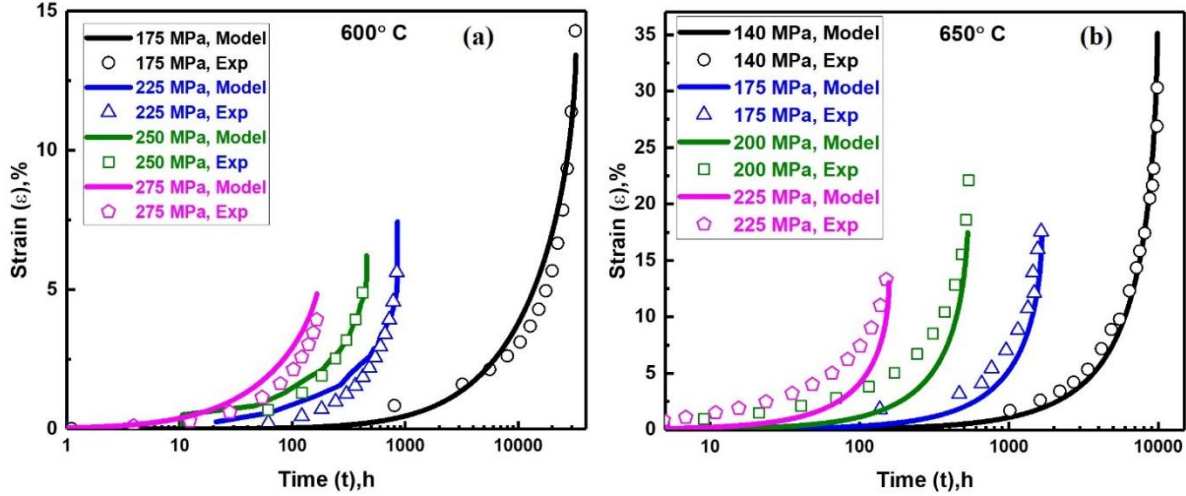 600° C
(a)
175 MPa, Model
175 MPa, Exp
225 MPa, Model
225 MPa, Exp
250 MPa, Model
250 MPa, Exp
275 MPa, Model
275 MPa, Exp
Strain (ε),%
15
10
5
0
1
10
100
1000
10000
Time (t),h
650° C
(b)
140 MPa, Model
140 MPa, Exp
175 MPa, Model
175 MPa, Exp
200 MPa, Model
200 MPa, Exp
225 MPa, Model
225 MPa, Exp
Strain (ε),%
35
30
25
20
15
10
5
0
10
100
1000
10000
Time (t),h